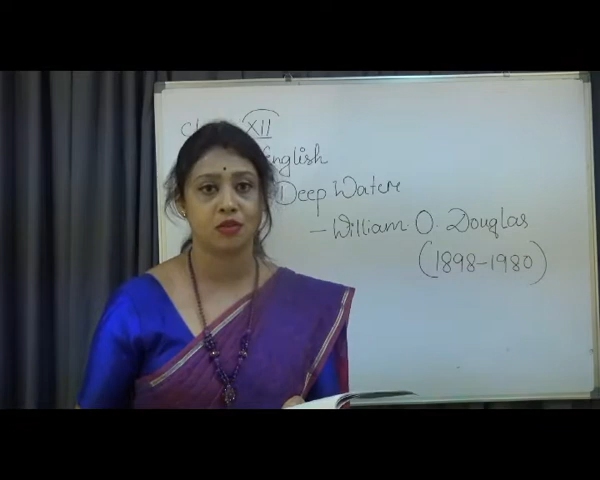 XII
English
Deep Water
- William O. Douglas
(1898-1980)